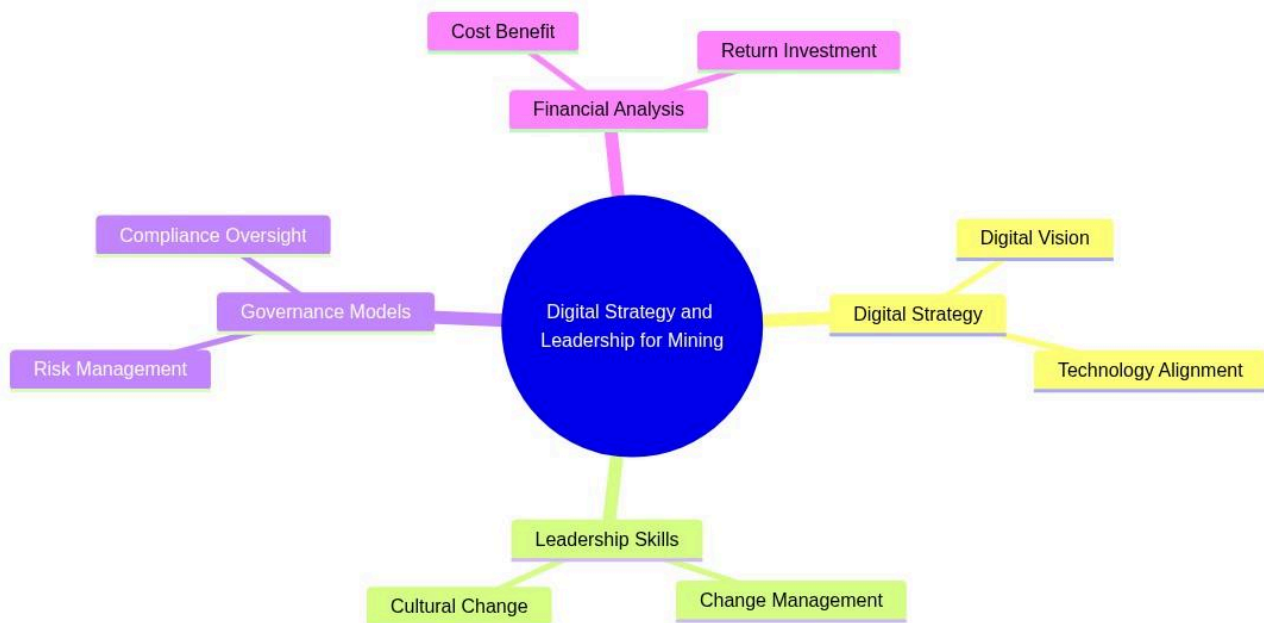 Cost Benefit
Return Investment
Financial Analysis
Compliance Oversight
Digital Vision
Governance Models
Digital Strategy and
Leadership for Mining
Digital Strategy
Risk Management
Technology Alignment
Leadership Skills
Cultural Change
Change Management